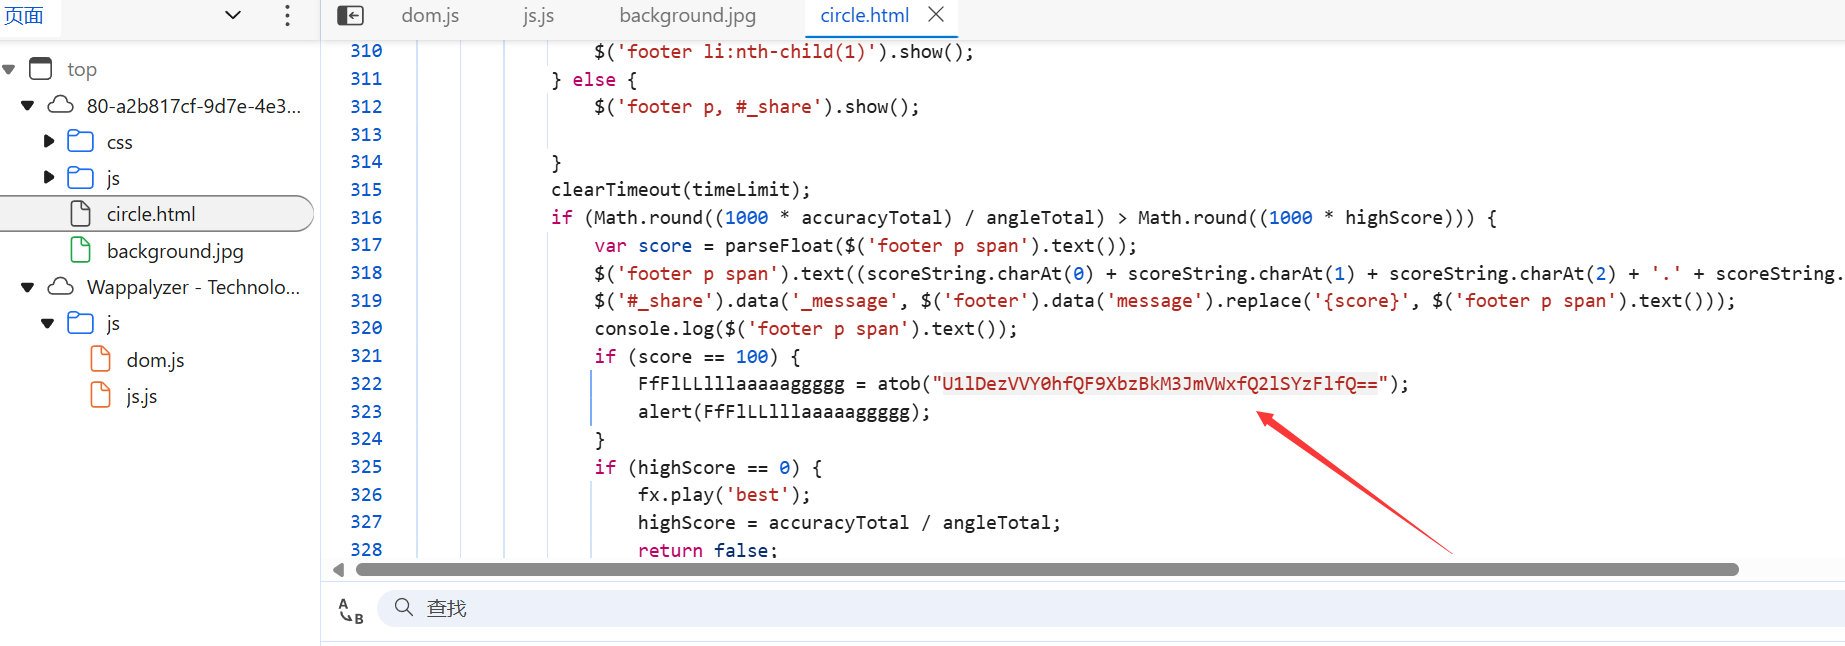 页面
dom.js js.js background.jpg circle.html
top
80-a2b817cf-9d7e-4e3...
css
js
circle.html
background.jpg
Wappalyzer - Technolo...
js
dom.js
js.js
310 $('footer li:nth-child(1)').show();
311 } else {
312 $('footer p, #_share').show();
313
314 }
315 clearTimeout(timeLimit);
316 if (Math.round((1000 * accuracyTotal) / angleTotal) > Math.round((1000 * highScore))) {
317 var score = parseFloat($('footer p span').text());
318 $('footer p span').text((scoreString.charAt(0) + scoreString.charAt(1) + scoreString.charAt(2) + '.' + scoreString.
319 $('#_share').data('_message', $('footer').data('message').replace('{score}', $('footer p span').text()));
320 console.log($('footer p span').text());
321 if (score == 100) {
322 FfFlLLlllaaaaaggggg = atob("U1lDezVVY0hfQF9XbzBkM3JmVWxfQ2lSYzFlfQ==");
323 alert(FfFlLLlllaaaaaggggg);
324 }
325 if (highScore == 0) {
326 fx.play('best');
327 highScore = accuracyTotal / angleTotal;
328 return false;
A B 查找